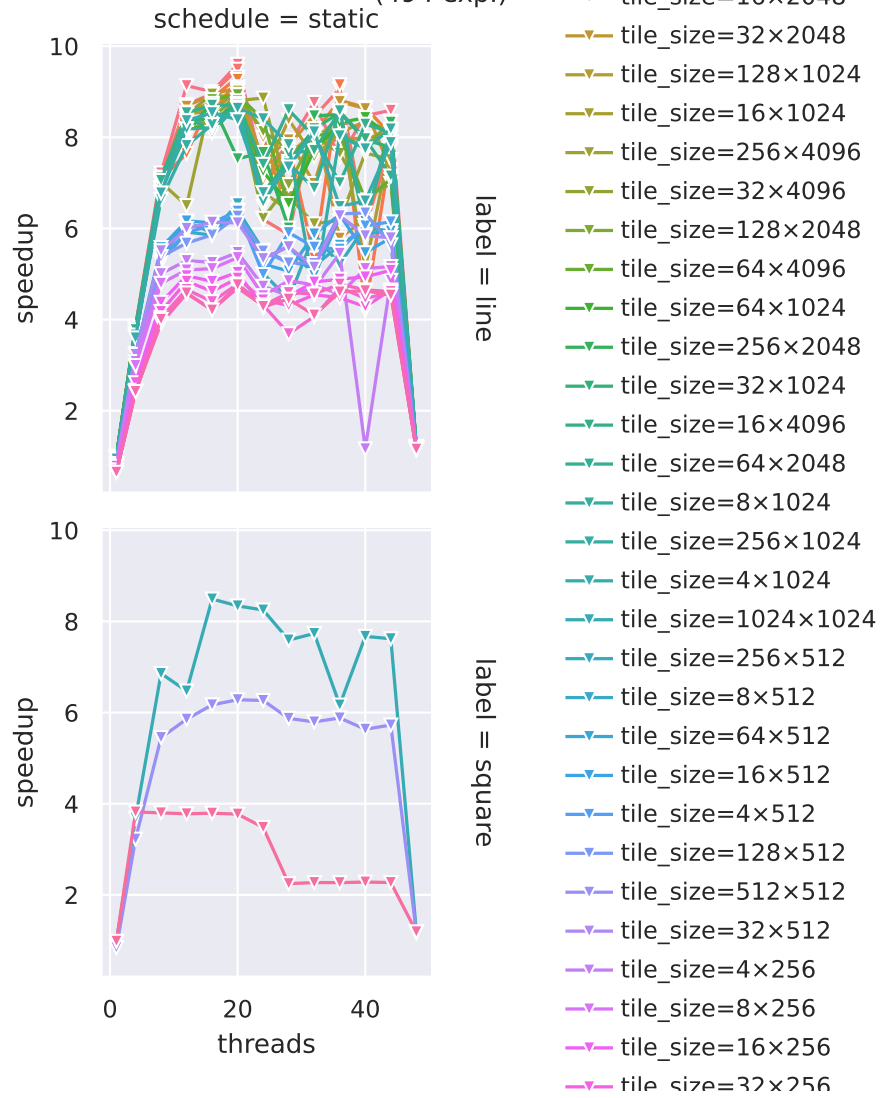 schedule = static
10
8
6
4
2
speedup
label = line
10
8
6
4
2
speedup
label = square
0
20
40
threads
tile_size=16×2048
tile_size=32×2048
tile_size=128×1024
tile_size=16×1024
tile_size=256×4096
tile_size=32×4096
tile_size=128×2048
tile_size=64×4096
tile_size=64×1024
tile_size=256×2048
tile_size=32×1024
tile_size=16×4096
tile_size=64×2048
tile_size=8×1024
tile_size=256×1024
tile_size=4×1024
tile_size=1024×1024
tile_size=256×512
tile_size=8×512
tile_size=64×512
tile_size=16×512
tile_size=4×512
tile_size=128×512
tile_size=512×512
tile_size=32×512
tile_size=4×256
tile_size=8×256
tile_size=16×256
tile_size=32×256